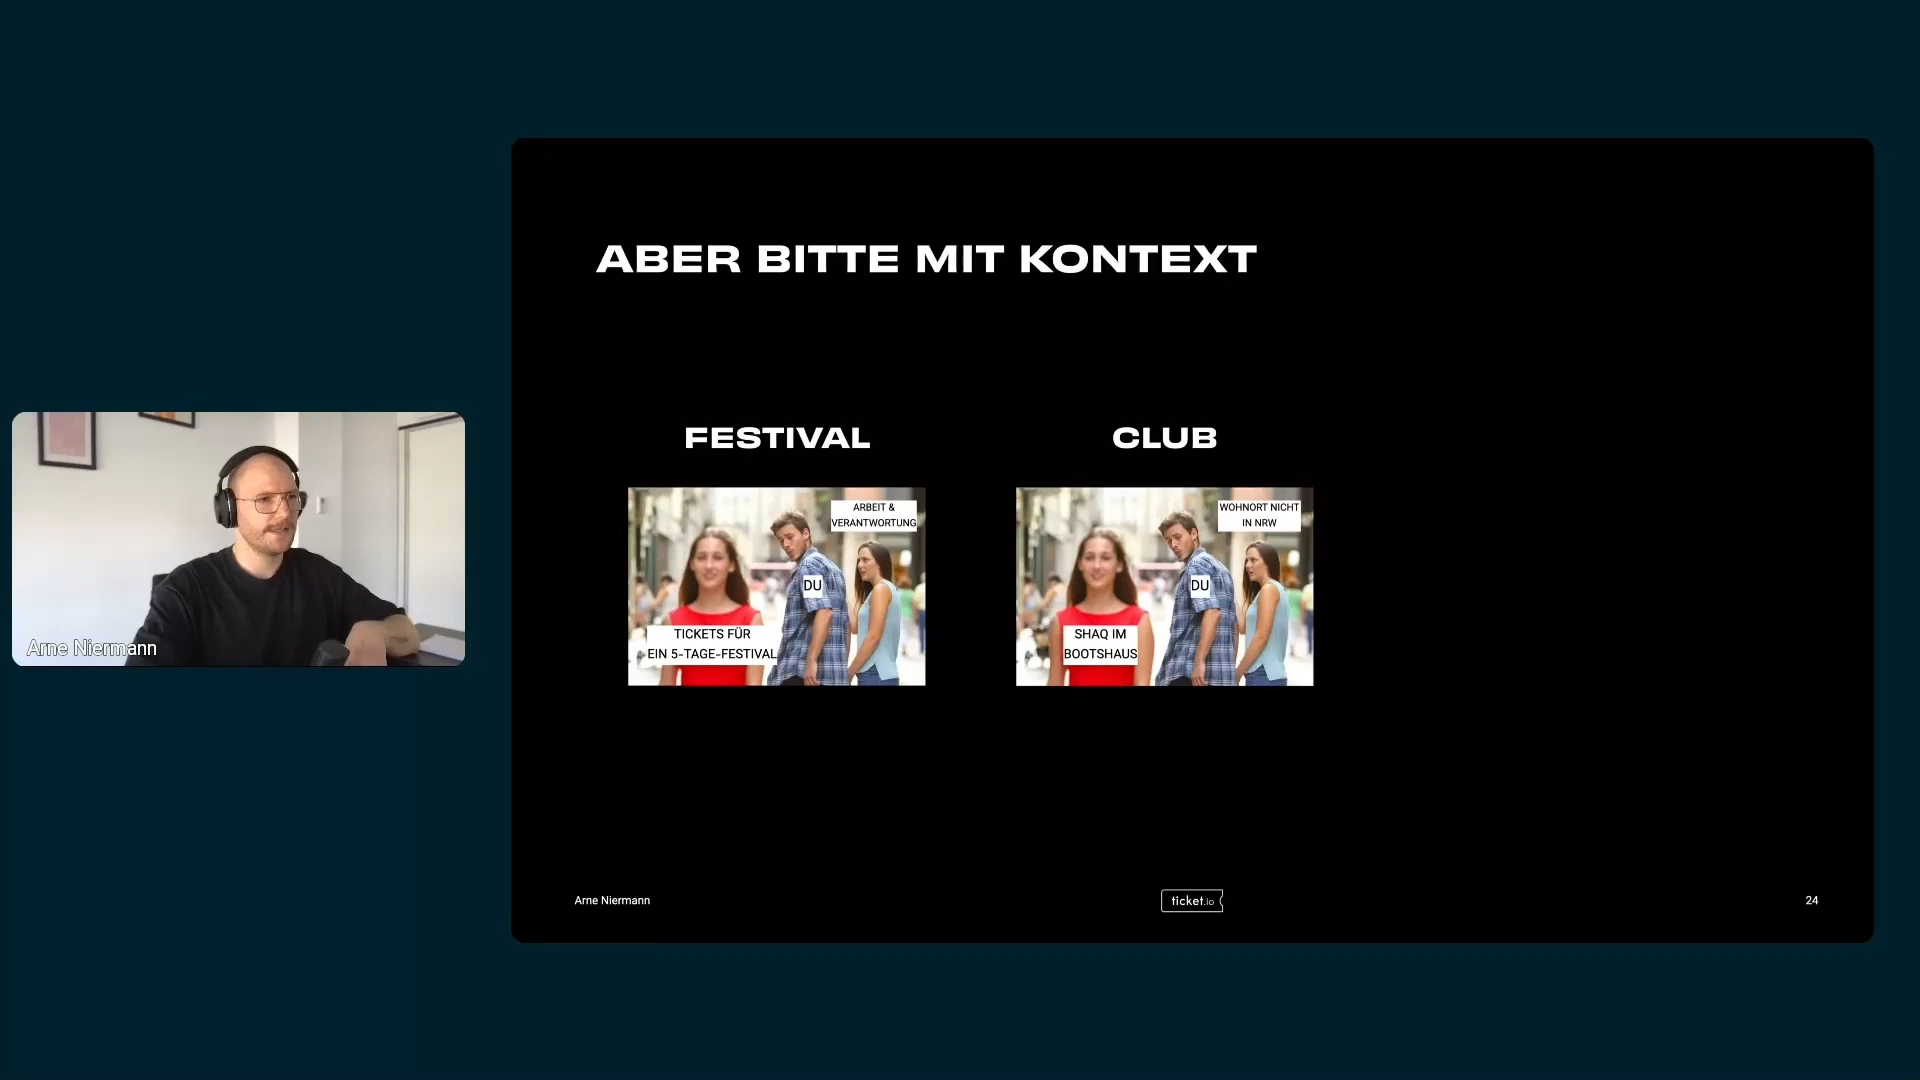 ABER BITTE MIT KONTEXT
FESTIVAL
ARBEIT &
VERANTWORTUNG
DU
TICKETS FÜR
EIN 5-TAGE-FESTIVAL
CLUB
WOHNORT NICHT
IN NRW
DU
SHAQ IM
BOOTSHAUS
Arne Niermann
Arne Niermann
ticket.io
24